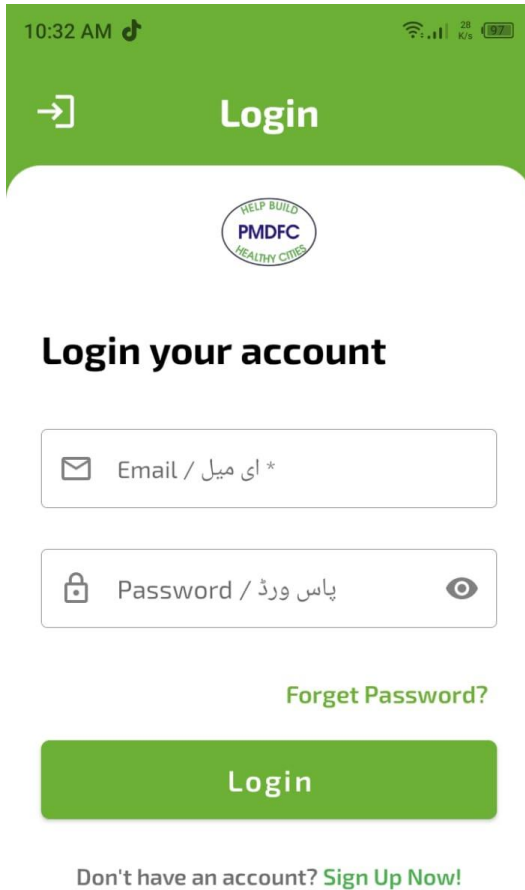 10:32 AM 28 K/s 97
Login
HELP BUILD
PMDFC
HEALTHY CITIES
Login your account
Email / ای میل *
Password / پاس ورڈ
Forget Password?
Login
Don't have an account? Sign Up Now!